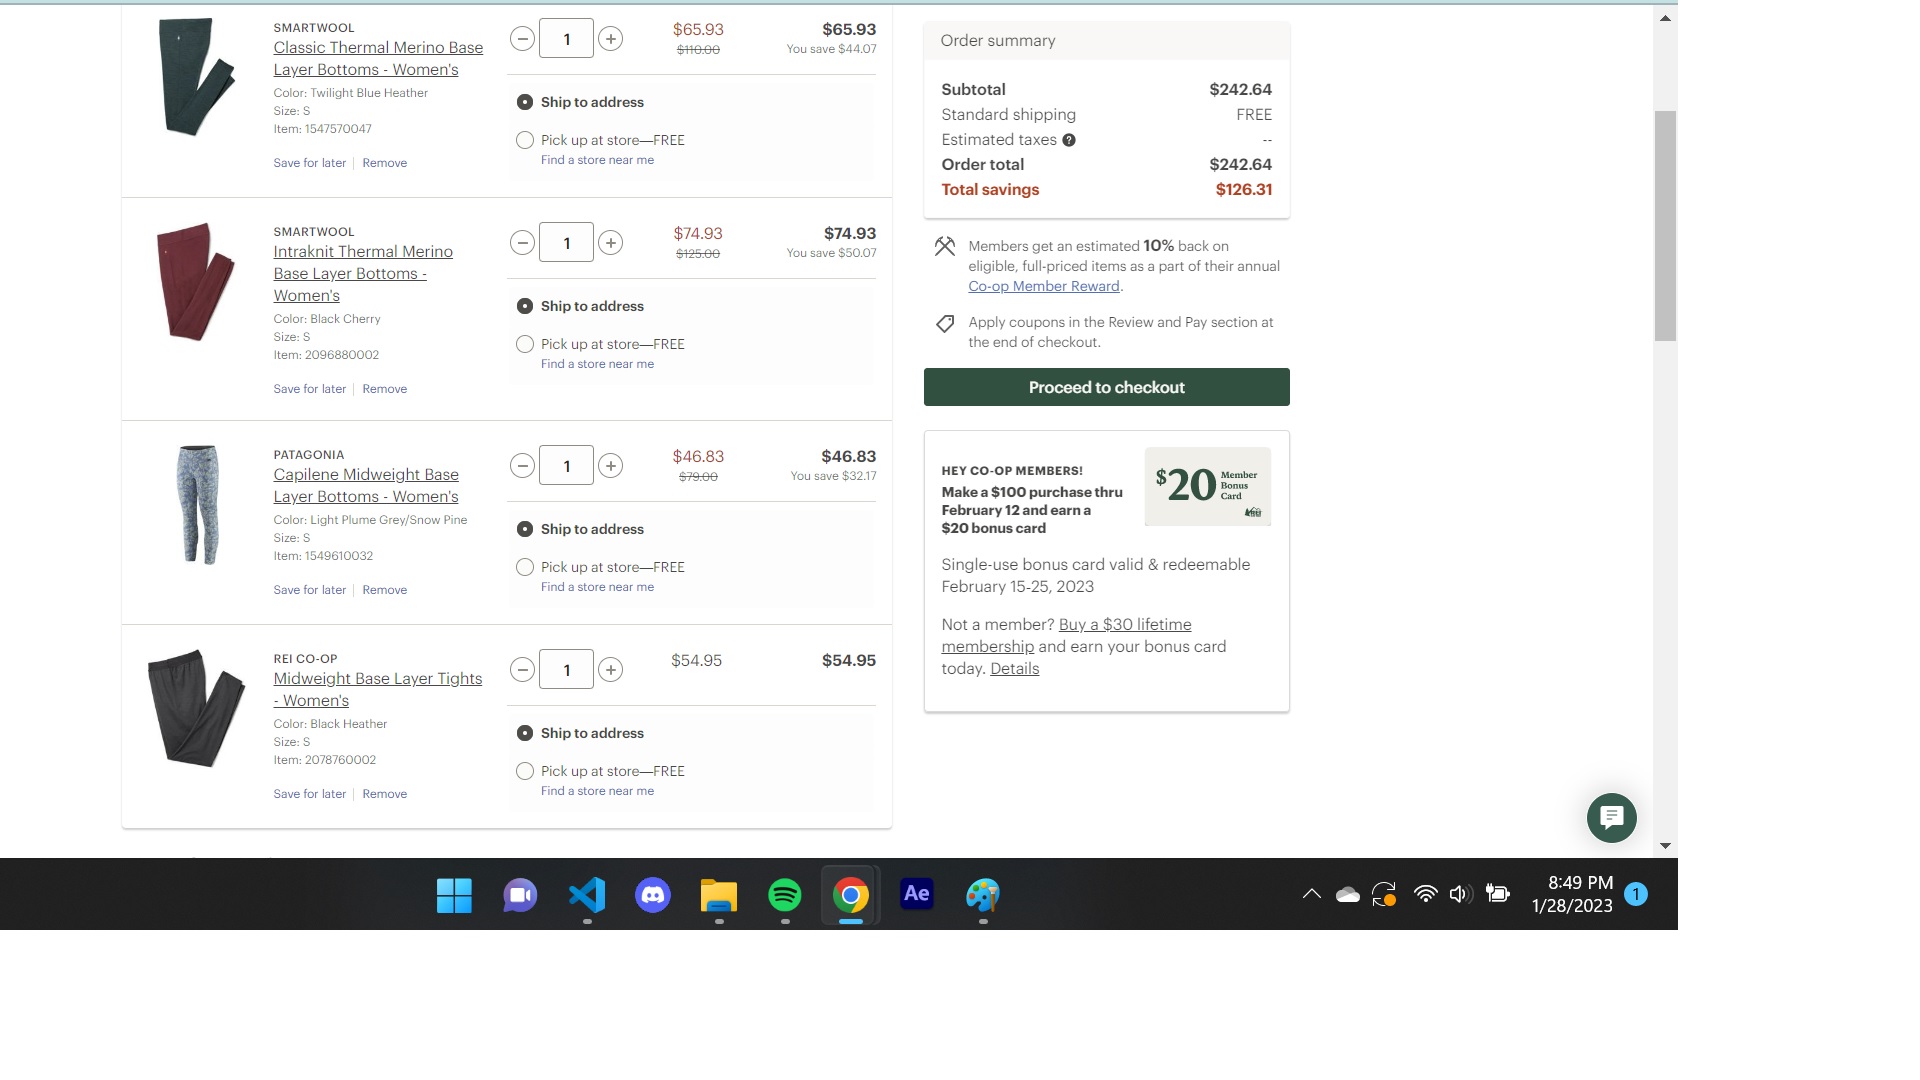 SMARTWOOL
Classic Thermal Merino Base
Layer Bottoms - Women's
Color: Twilight Blue Heather
Size: S
Item: 1547570047
Save for later | Remove
1
$65.93
$110.00
$65.93
You save $44.07
Ship to address
Pick up at store—FREE
Find a store near me
SMARTWOOL
Intraknit Thermal Merino
Base Layer Bottoms -
Women's
Color: Black Cherry
Size: S
Item: 2096880002
Save for later | Remove
1
$74.93
$125.00
$74.93
You save $50.07
Ship to address
Pick up at store—FREE
Find a store near me
PATAGONIA
Capilene Midweight Base
Layer Bottoms - Women's
Color: Light Plume Grey/Snow Pine
Size: S
Item: 1549610032
Save for later | Remove
1
$46.83
$79.00
$46.83
You save $32.17
Ship to address
Pick up at store—FREE
Find a store near me
REI CO-OP
Midweight Base Layer Tights
- Women's
Color: Black Heather
Size: S
Item: 2078760002
Save for later | Remove
1
$54.95
$54.95
Ship to address
Pick up at store—FREE
Find a store near me
Order summary
Subtotal $242.64
Standard shipping FREE
Estimated taxes ? --
Order total $242.64
Total savings $126.31
Members get an estimated 10% back on
eligible, full-priced items as a part of their annual
Co-op Member Reward.
Apply coupons in the Review and Pay section at
the end of checkout.
Proceed to checkout
HEY CO-OP MEMBERS!
Make a $100 purchase thru
February 12 and earn a
$20 bonus card
$20 Member
Bonus
Card
Single-use bonus card valid & redeemable
February 15-25, 2023
Not a member? Buy a $30 lifetime
membership and earn your bonus card
today. Details
Ae
8:49 PM
1/28/2023
1